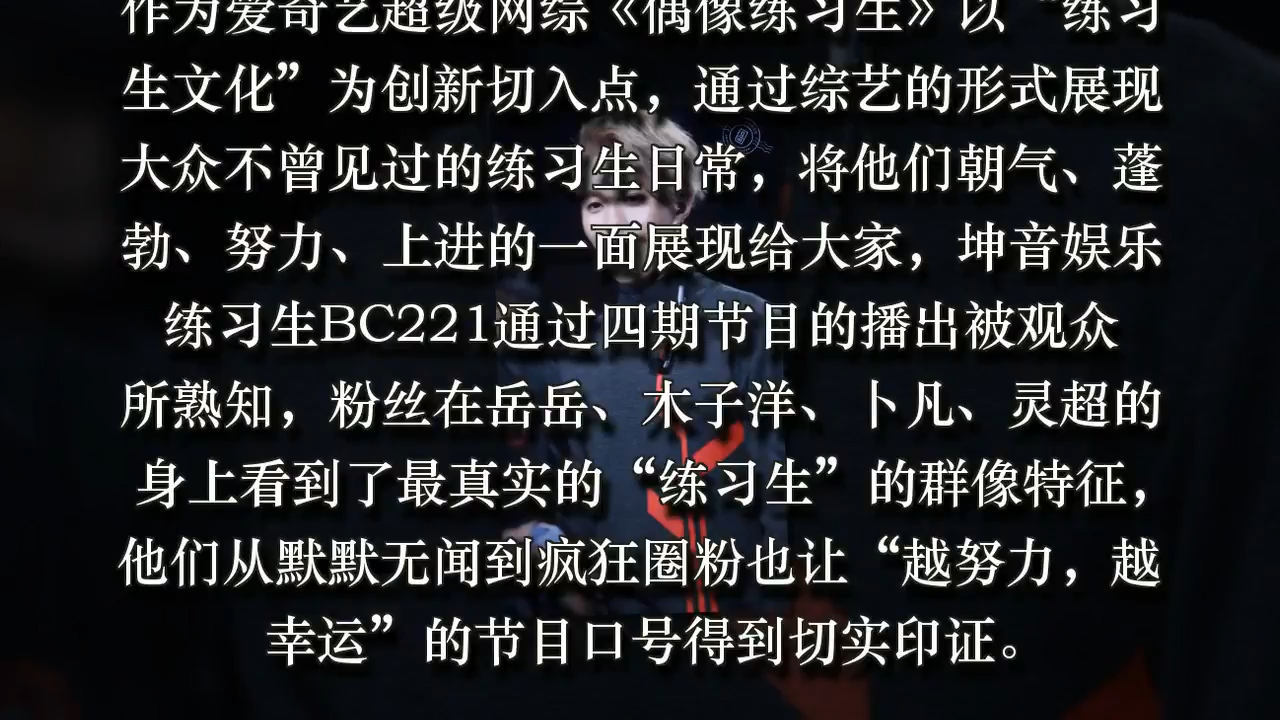 作为爱奇艺超级网综《偶像练习生》以“练习
生文化”为创新切入点，通过综艺的形式展现
大众不曾见过的练习生日常，将他们朝气、蓬
勃、努力、上进的一面展现给大家，坤音娱乐
练习生BC221通过四期节目的播出被观众
所熟知，粉丝在岳岳、木子洋、卜凡、灵超的
身上看到了最真实的“练习生”的群像特征，
他们从默默无闻到疯狂圈粉也让“越努力，越
幸运”的节目口号得到切实印证。